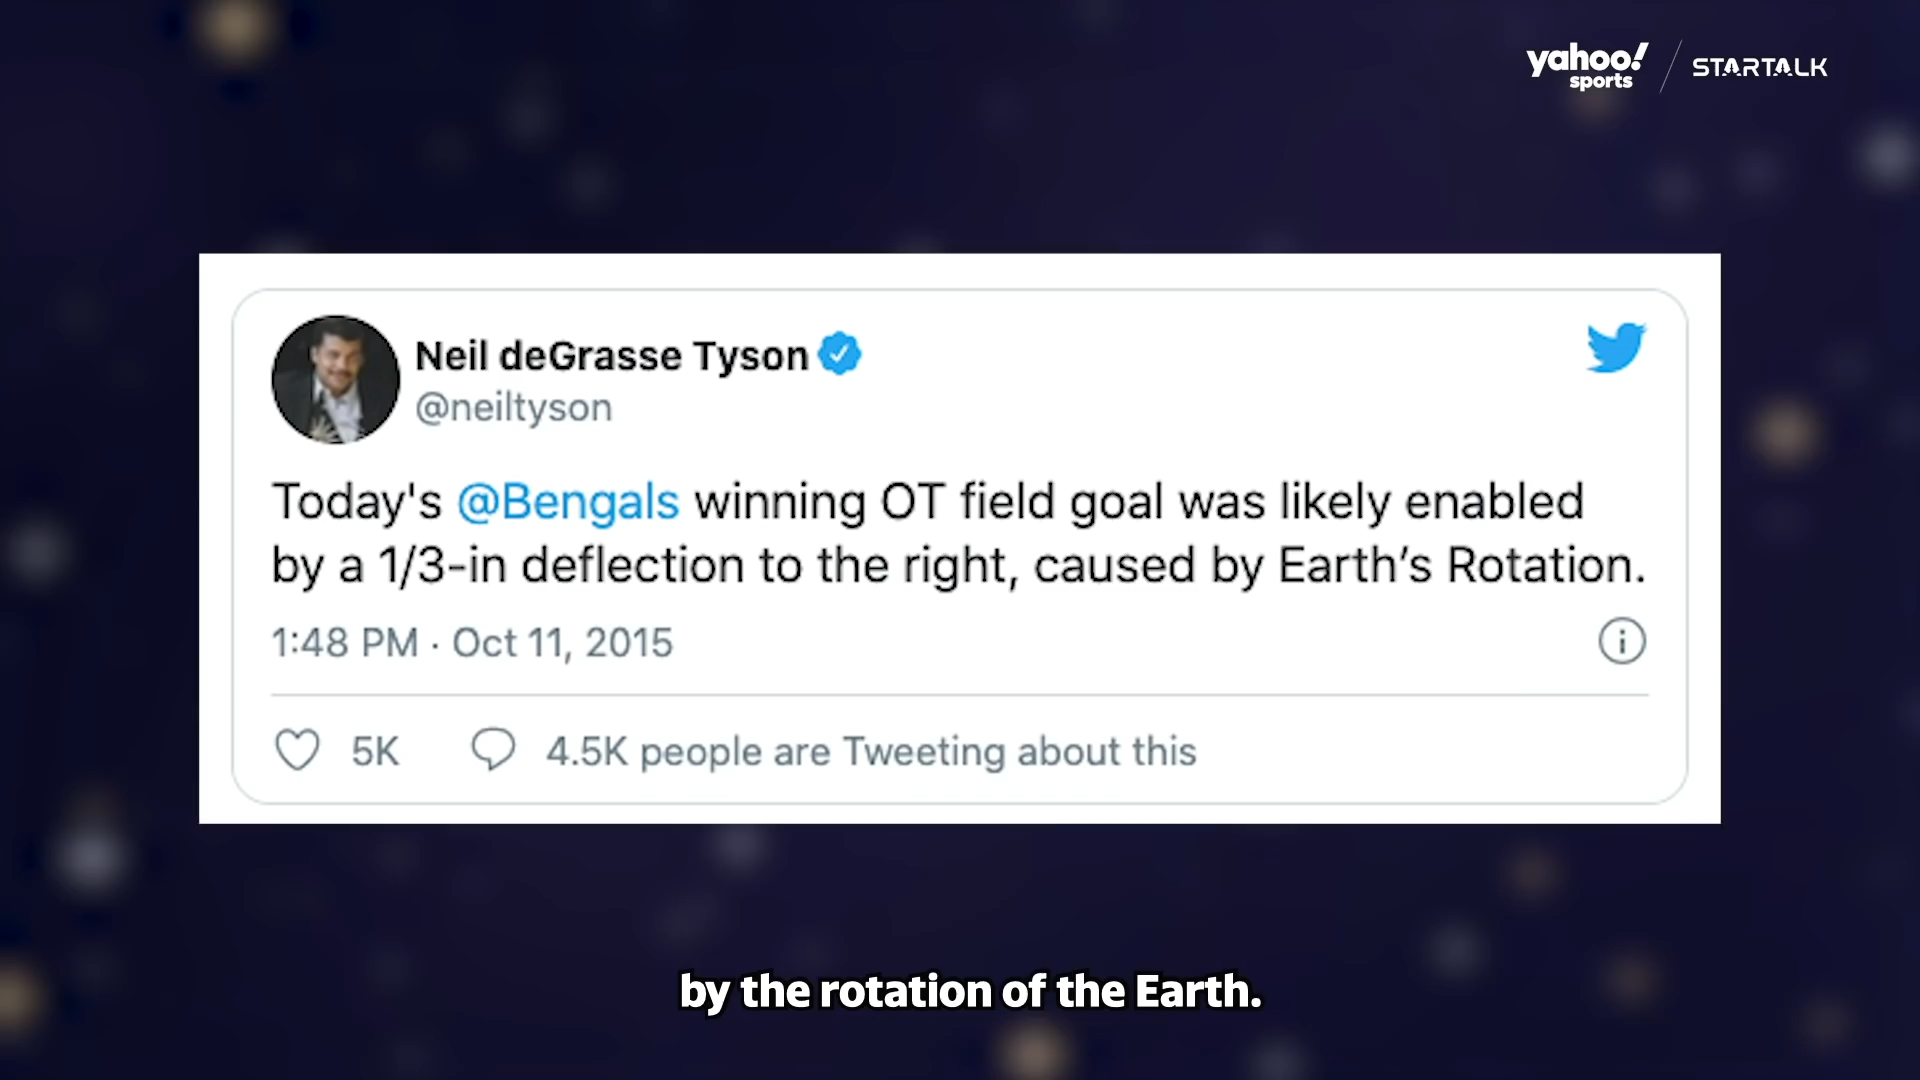 yahoo!
sports
STARTALK
Neil deGrasse Tyson
@neiltyson
Today's @Bengals winning OT field goal was likely enabled
by a 1/3-in deflection to the right, caused by Earth’s Rotation.
1:48 PM · Oct 11, 2015
5K 4.5K people are Tweeting about this
by the rotation of the Earth.